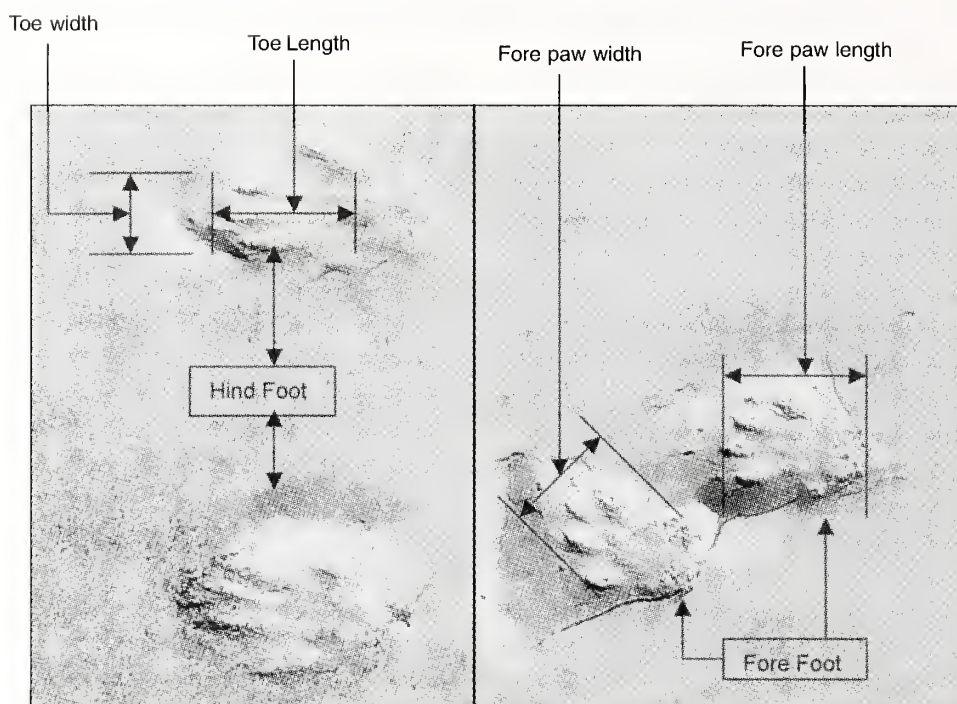 Toe width
Toe Length
Fore paw width
Fore paw length
Hind Foot
Fore Foot